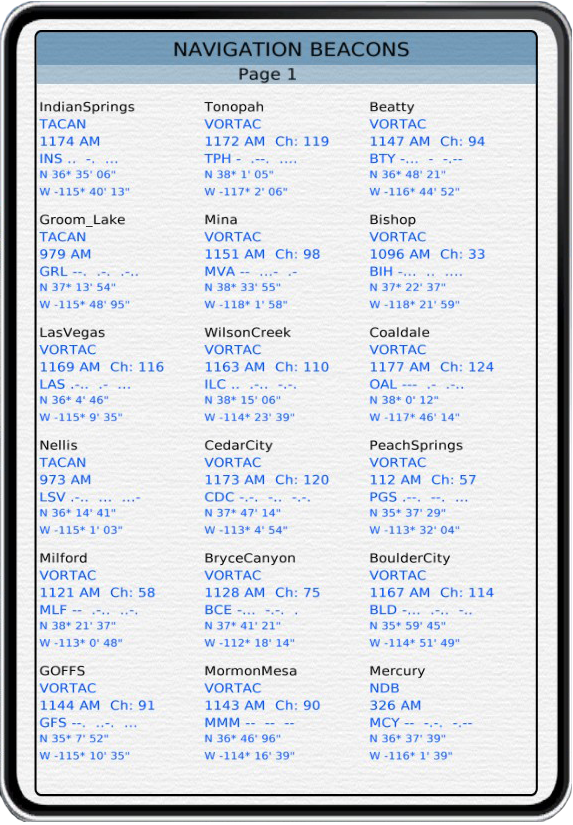 NAVIGATION BEACONS
Page 1
IndianSprings
TACAN
1174 AM
INS .. -. ...
N 36* 35' 06"
W -115* 40' 13"
Tonopah
VORTAC
1172 AM Ch: 119
TPH - .--. ....
N 38* 1' 05"
W -117* 2' 06"
Beatty
VORTAC
1147 AM Ch: 94
BTY -... - -.--
N 36* 48' 21"
W -116* 44' 52"
Groom_Lake
TACAN
979 AM
GRL --. .-. .-..
N 37* 13' 54"
W -115* 48' 95"
Mina
VORTAC
1151 AM Ch: 98
MVA -- ...- .-
N 38* 33' 55"
W -118* 1' 58"
Bishop
VORTAC
1096 AM Ch: 33
BIH -... .. ....
N 37* 22' 37"
W -118* 21' 59"
LasVegas
VORTAC
1169 AM Ch: 116
LAS .-.. .- ...
N 36* 4' 46"
W -115* 9' 35"
WilsonCreek
VORTAC
1163 AM Ch: 110
ILC .. .-.. -.-.
N 38* 15' 06"
W -114* 23' 39"
Coaldale
VORTAC
1177 AM Ch: 124
OAL --- .- .-..
N 38* 0' 12"
W -117* 46' 14"
Nellis
TACAN
973 AM
LSV .-.. ... ...-
N 36* 14' 41"
W -115* 1' 03"
CedarCity
VORTAC
1173 AM Ch: 120
CDC -.-. -.. -.-.
N 37* 47' 14"
W -113* 4' 54"
PeachSprings
VORTAC
112 AM Ch: 57
PGS .--. --. ...
N 35* 37' 29"
W -113* 32' 04"
Milford
VORTAC
1121 AM Ch: 58
MLF -- .-.. ..-.
N 38* 21' 37"
W -113* 0' 48"
BryceCanyon
VORTAC
1128 AM Ch: 75
BCE -... -.-. .
N 37* 41' 21"
W -112* 18' 14"
BoulderCity
VORTAC
1167 AM Ch: 114
BLD -... .-.. -..
N 35* 59' 45"
W -114* 51' 49"
GOFFS
VORTAC
1144 AM Ch: 91
GFS --. ..-. ...
N 35* 7' 52"
W -115* 10' 35"
MormonMesa
VORTAC
1143 AM Ch: 90
MMM -- -- --
N 36* 46' 96"
W -114* 16' 39"
Mercury
NDB
326 AM
MCY -- -.-. -.--
N 36* 37' 39"
W -116* 1' 39"